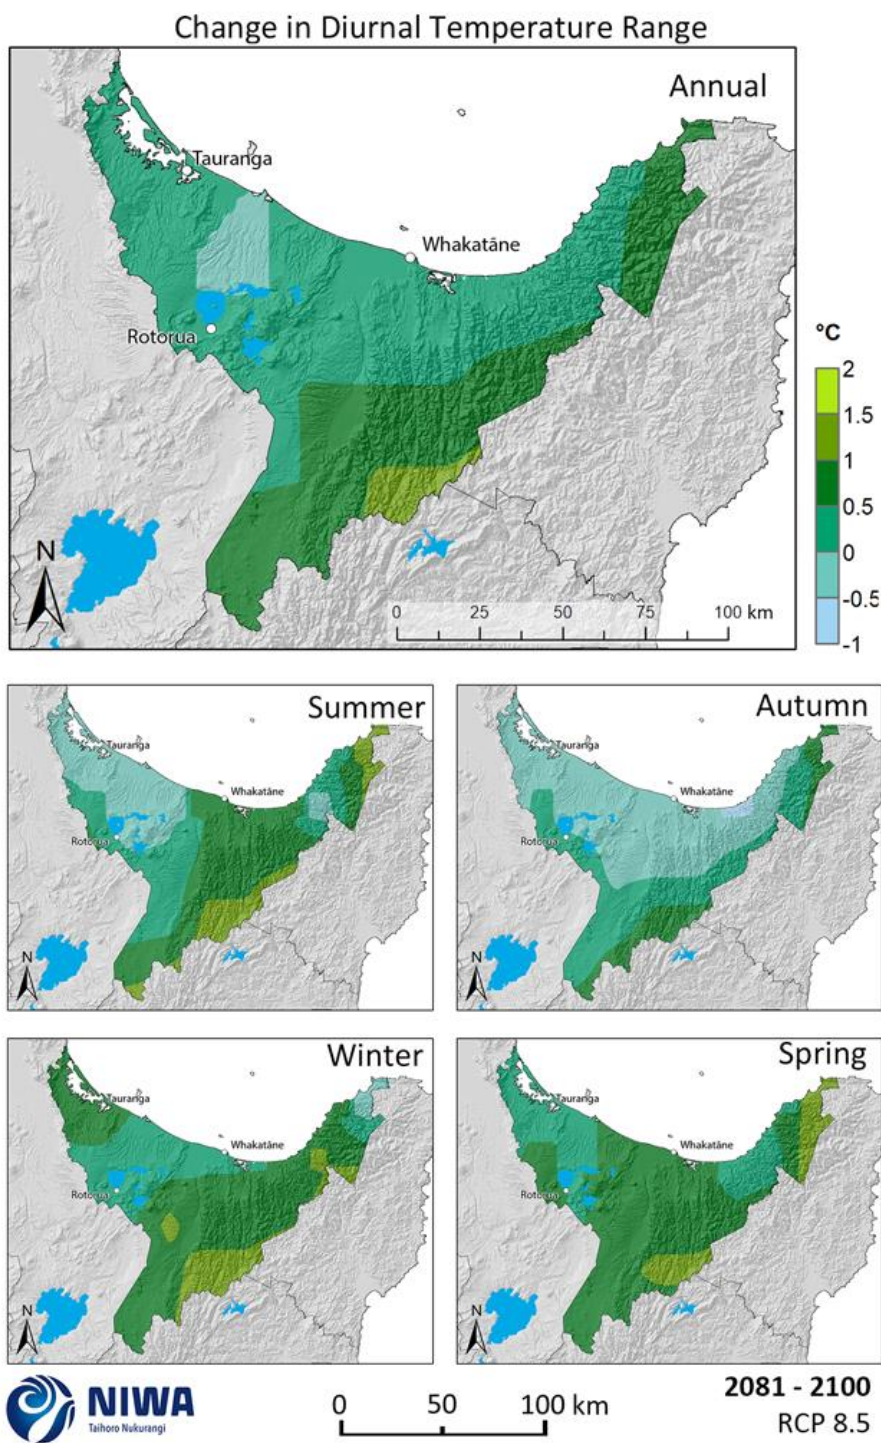 Change in Diurnal Temperature Range
Annual
Tauranga
Whakatāne
Rotorua
°C
2
1.5
1
0.5
0
-0.5
-1
N
0 25 50 75 100 km
Summer
Tauranga
Whakatāne
Rotorua
N
Autumn
Tauranga
Whakatāne
Rotorua
N
Winter
Tauranga
Whakatāne
Rotorua
N
Spring
Tauranga
Whakatāne
Rotorua
N
NIWA
Taihoro Nukurangi
0 50 100 km
2081 - 2100
RCP 8.5